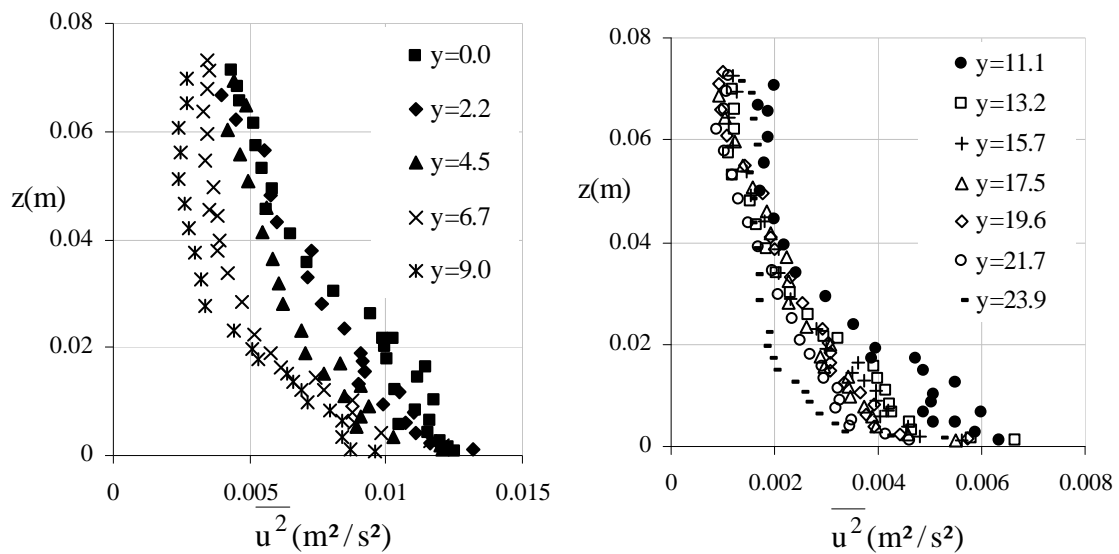 0.08
0.06
0.04
0.02
0
z(m)
0
0.005
0.01
0.015
u² (m²/s²)
y=0.0
y=2.2
y=4.5
y=6.7
y=9.0
0.08
0.06
0.04
0.02
0
z(m)
0
0.002
0.004
0.006
0.008
u² (m²/s²)
y=11.1
y=13.2
y=15.7
y=17.5
y=19.6
y=21.7
y=23.9